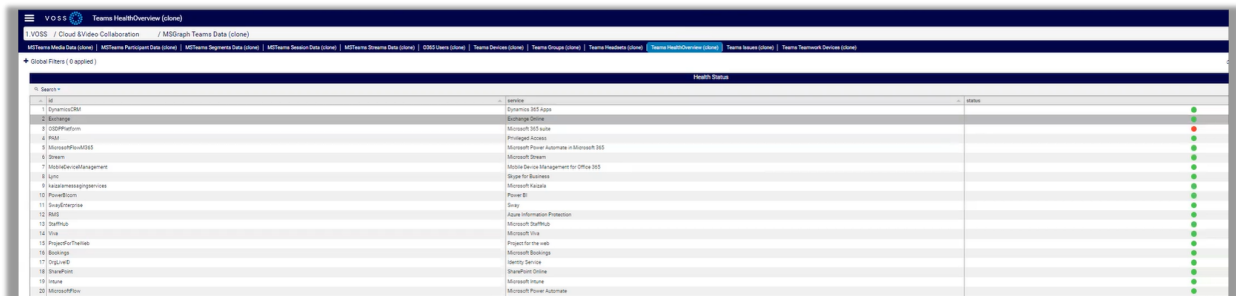 VOSS Teams HealthOverview (clone)
1.VOSS / Cloud &Video Collaboration / MSGraph Teams Data (clone)
MSTeams Media Data (clone) | MSTeams Participant Data (clone) | MSTeams Segments Data (clone) | MSTeams Session Data (clone) | MSTeams Streams Data (clone) | O365 Users (clone) | Teams Devices (clone) | Teams Groups (clone) | Teams Headsets (clone) | Teams HealthOverview (clone) | Teams Issues (clone) | Teams Teamwork Devices (clone)
+ Global Filters ( 0 applied )
Health Status
Search
id service status
1 DynamicsCRM Dynamics 365 Apps
2 Exchange Exchange Online
3 OSDPPlatform Microsoft 365 suite
4 PAM Privileged Access
5 MicrosoftFlowM365 Microsoft Power Automate in Microsoft 365
6 Stream Microsoft Stream
7 MobileDeviceManagement Mobile Device Management for Office 365
8 Lync Skype for Business
9 kaizalamessagingservices Microsoft Kaizala
10 PowerBIcom Power BI
11 SwayEnterprise Sway
12 RMS Azure Information Protection
13 StaffHub Microsoft StaffHub
14 Viva Microsoft Viva
15 ProjectForTheWeb Project for the web
16 Bookings Microsoft Bookings
17 OrgLiveID Identity Service
18 SharePoint SharePoint Online
19 Intune Microsoft Intune
20 MicrosoftFlow Microsoft Power Automate